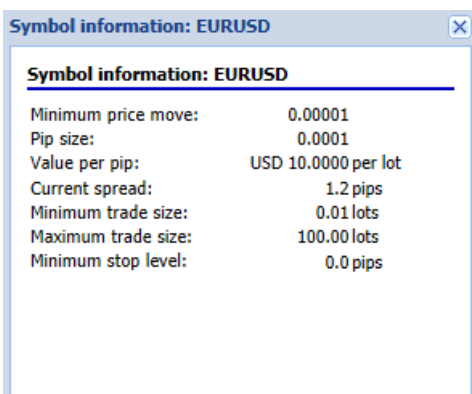 Symbol information: EURUSD
Symbol information: EURUSD
Minimum price move: 0.00001
Pip size: 0.0001
Value per pip: USD 10.0000 per lot
Current spread: 1.2 pips
Minimum trade size: 0.01 lots
Maximum trade size: 100.00 lots
Minimum stop level: 0.0 pips